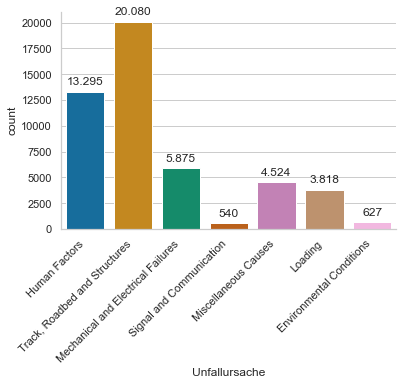 20.080
20000
17500
15000
13.295
12500
10000
7500
5.875
5000
4.524
3.818
2500
540
627
0
count
Human Factors
Track, Roadbed and Structures
Mechanical and Electrical Failures
Signal and Communication
Miscellaneous Causes
Loading
Environmental Conditions
Unfallursache